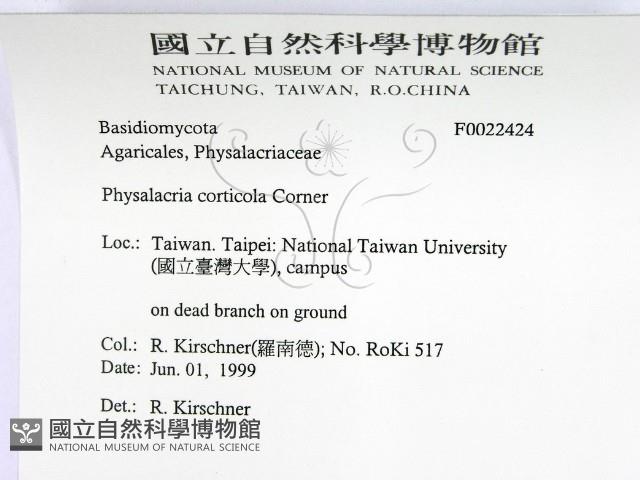 國立自然科學博物館
NATIONAL MUSEUM OF NATURAL SCIENCE
TAICHUNG, TAIWAN, R.O.CHINA
Basidiomycota F0022424
Agaricales, Physalacriaceae
Physalacria corticola Corner
Loc.: Taiwan. Taipei: National Taiwan University
(國立臺灣大學), campus
on dead branch on ground
Col.: R. Kirschner(羅南德); No. RoKi 517
Date: Jun. 01, 1999
Det.: R. Kirschner
國立自然科學博物館
NATIONAL MUSEUM OF NATURAL SCIENCE